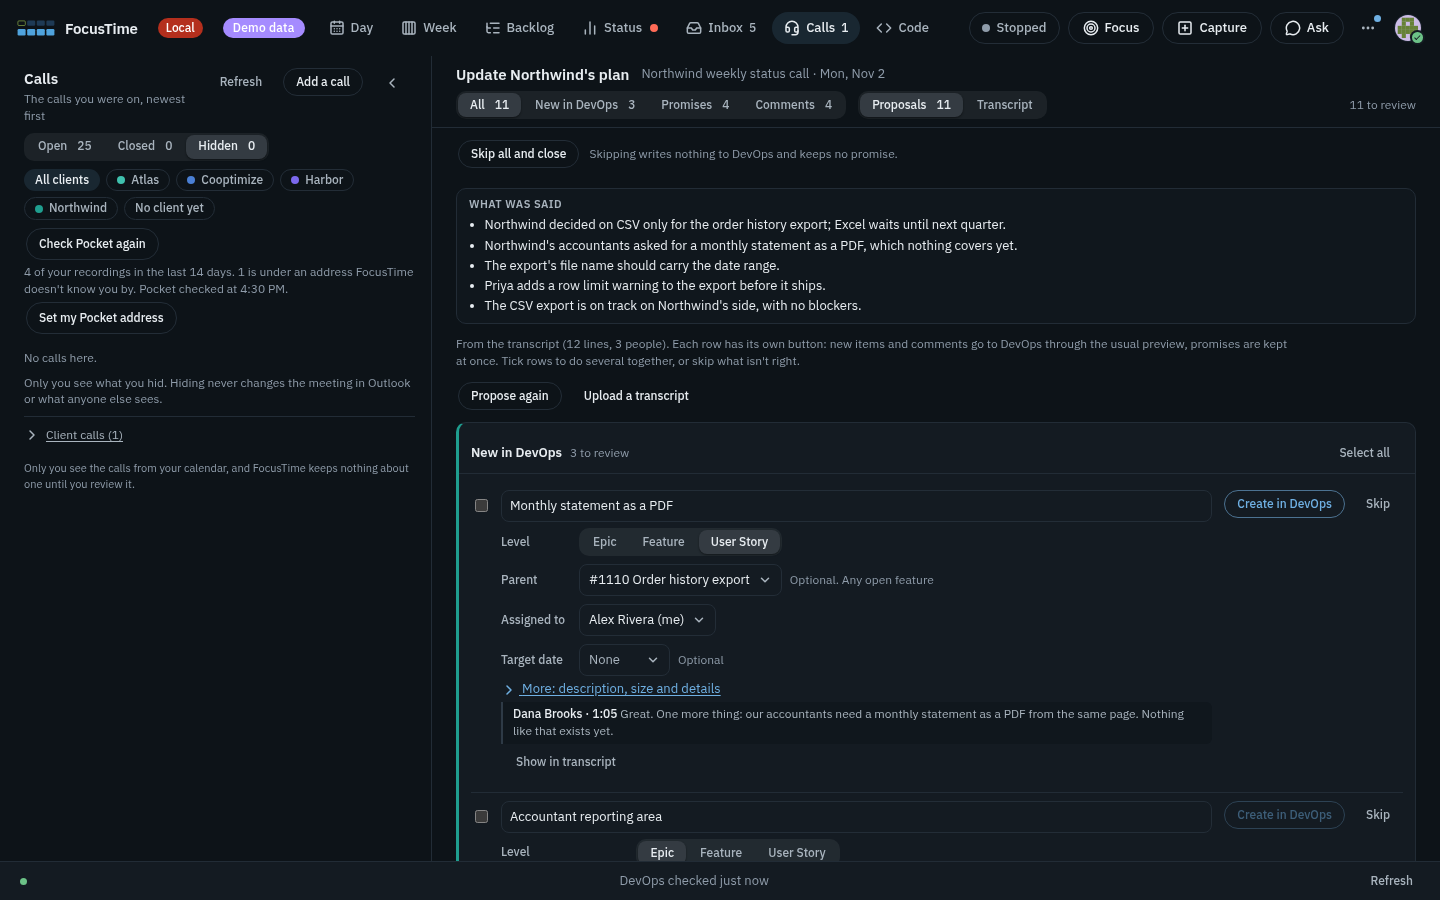 FocusTime
Local
Demo data
Day
Week
Backlog
Status
Inbox 5
Calls 1
Code
Stopped
Focus
Capture
Ask
Calls
The calls you were on, newest first
Refresh
Add a call
Open 25
Closed 0
Hidden 0
All clients
Atlas
Cooptimize
Harbor
Northwind
No client yet
Check Pocket again
4 of your recordings in the last 14 days. 1 is under an address FocusTime
doesn't know you by. Pocket checked at 4:30 PM.
Set my Pocket address
No calls here.
Only you see what you hid. Hiding never changes the meeting in Outlook
or what anyone else sees.
Client calls (1)
Only you see the calls from your calendar, and FocusTime keeps nothing about
one until you review it.
Update Northwind's plan
Northwind weekly status call · Mon, Nov 2
All 11
New in DevOps 3
Promises 4
Comments 4
Proposals 11
Transcript
11 to review
Skip all and close
Skipping writes nothing to DevOps and keeps no promise.
WHAT WAS SAID
• Northwind decided on CSV only for the order history export; Excel waits until next quarter.
• Northwind's accountants asked for a monthly statement as a PDF, which nothing covers yet.
• The export's file name should carry the date range.
• Priya adds a row limit warning to the export before it ships.
• The CSV export is on track on Northwind's side, with no blockers.
From the transcript (12 lines, 3 people). Each row has its own button: new items and comments go to DevOps through the usual preview, promises are kept
at once. Tick rows to do several together, or skip what isn't right.
Propose again
Upload a transcript
New in DevOps 3 to review
Select all
Monthly statement as a PDF
Create in DevOps
Skip
Level
Epic
Feature
User Story
Parent
#1110 Order history export
Optional. Any open feature
Assigned to
Alex Rivera (me)
Target date
None
Optional
More: description, size and details
Dana Brooks · 1:05 Great. One more thing: our accountants need a monthly statement as a PDF from the same page. Nothing
like that exists yet.
Show in transcript
Accountant reporting area
Create in DevOps
Skip
Level
Epic
Feature
User Story
DevOps checked just now
Refresh